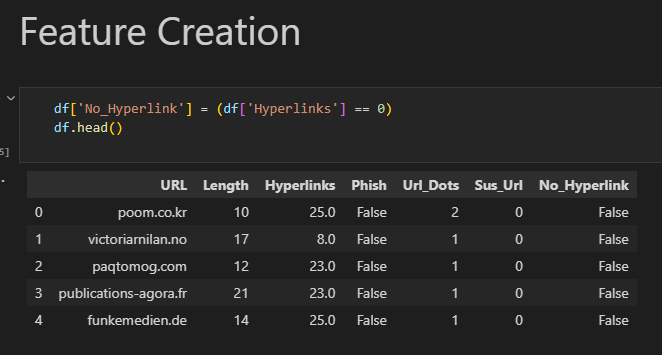 Feature Creation
df['No_Hyperlink'] = (df['Hyperlinks'] == 0)
df.head()
5]
URL Length Hyperlinks Phish Url_Dots Sus_Url No_Hyperlink
0 poom.co.kr 10 25.0 False 2 0 False
1 victoriarnilan.no 17 8.0 False 1 0 False
2 paqtomog.com 12 23.0 False 1 0 False
3 publications-agora.fr 21 23.0 False 1 0 False
4 funkemedien.de 14 25.0 False 1 0 False